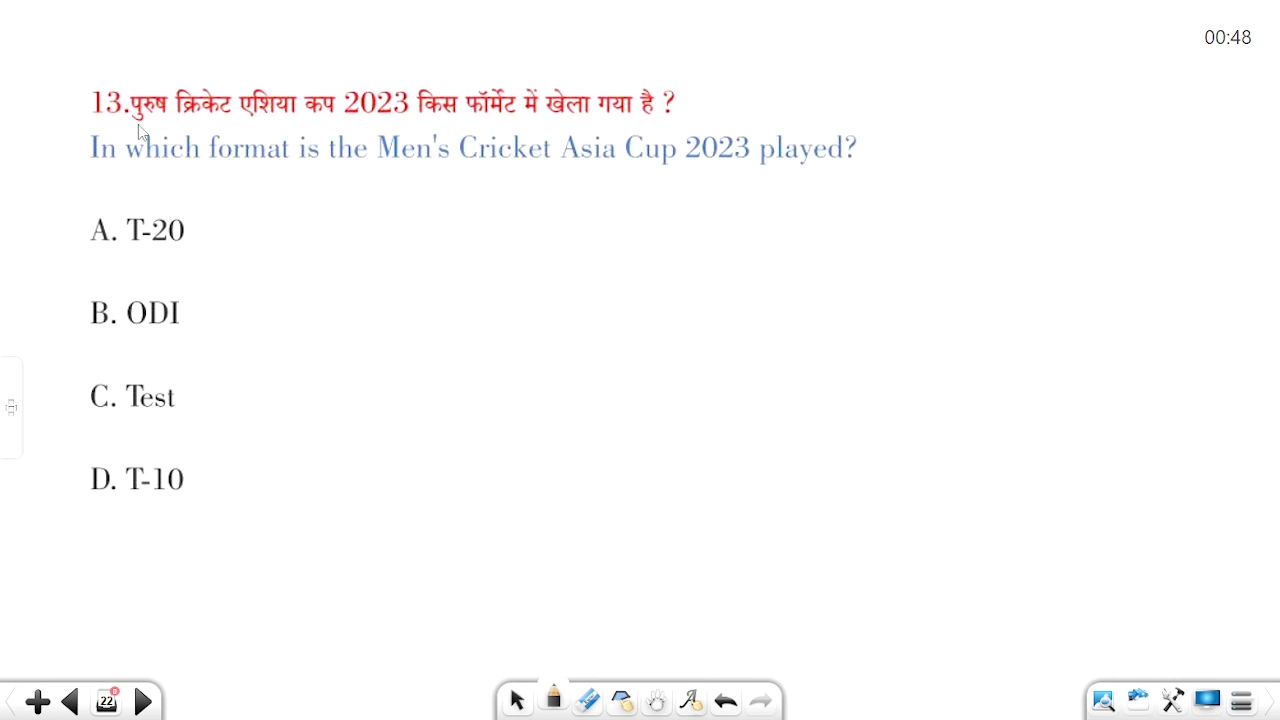 00:48
13.पुरुष क्रिकेट एशिया कप 2023 किस फॉर्मेट में खेला गया है ?
In which format is the Men's Cricket Asia Cup 2023 played?
A. T-20
B. ODI
C. Test
D. T-10
22
8